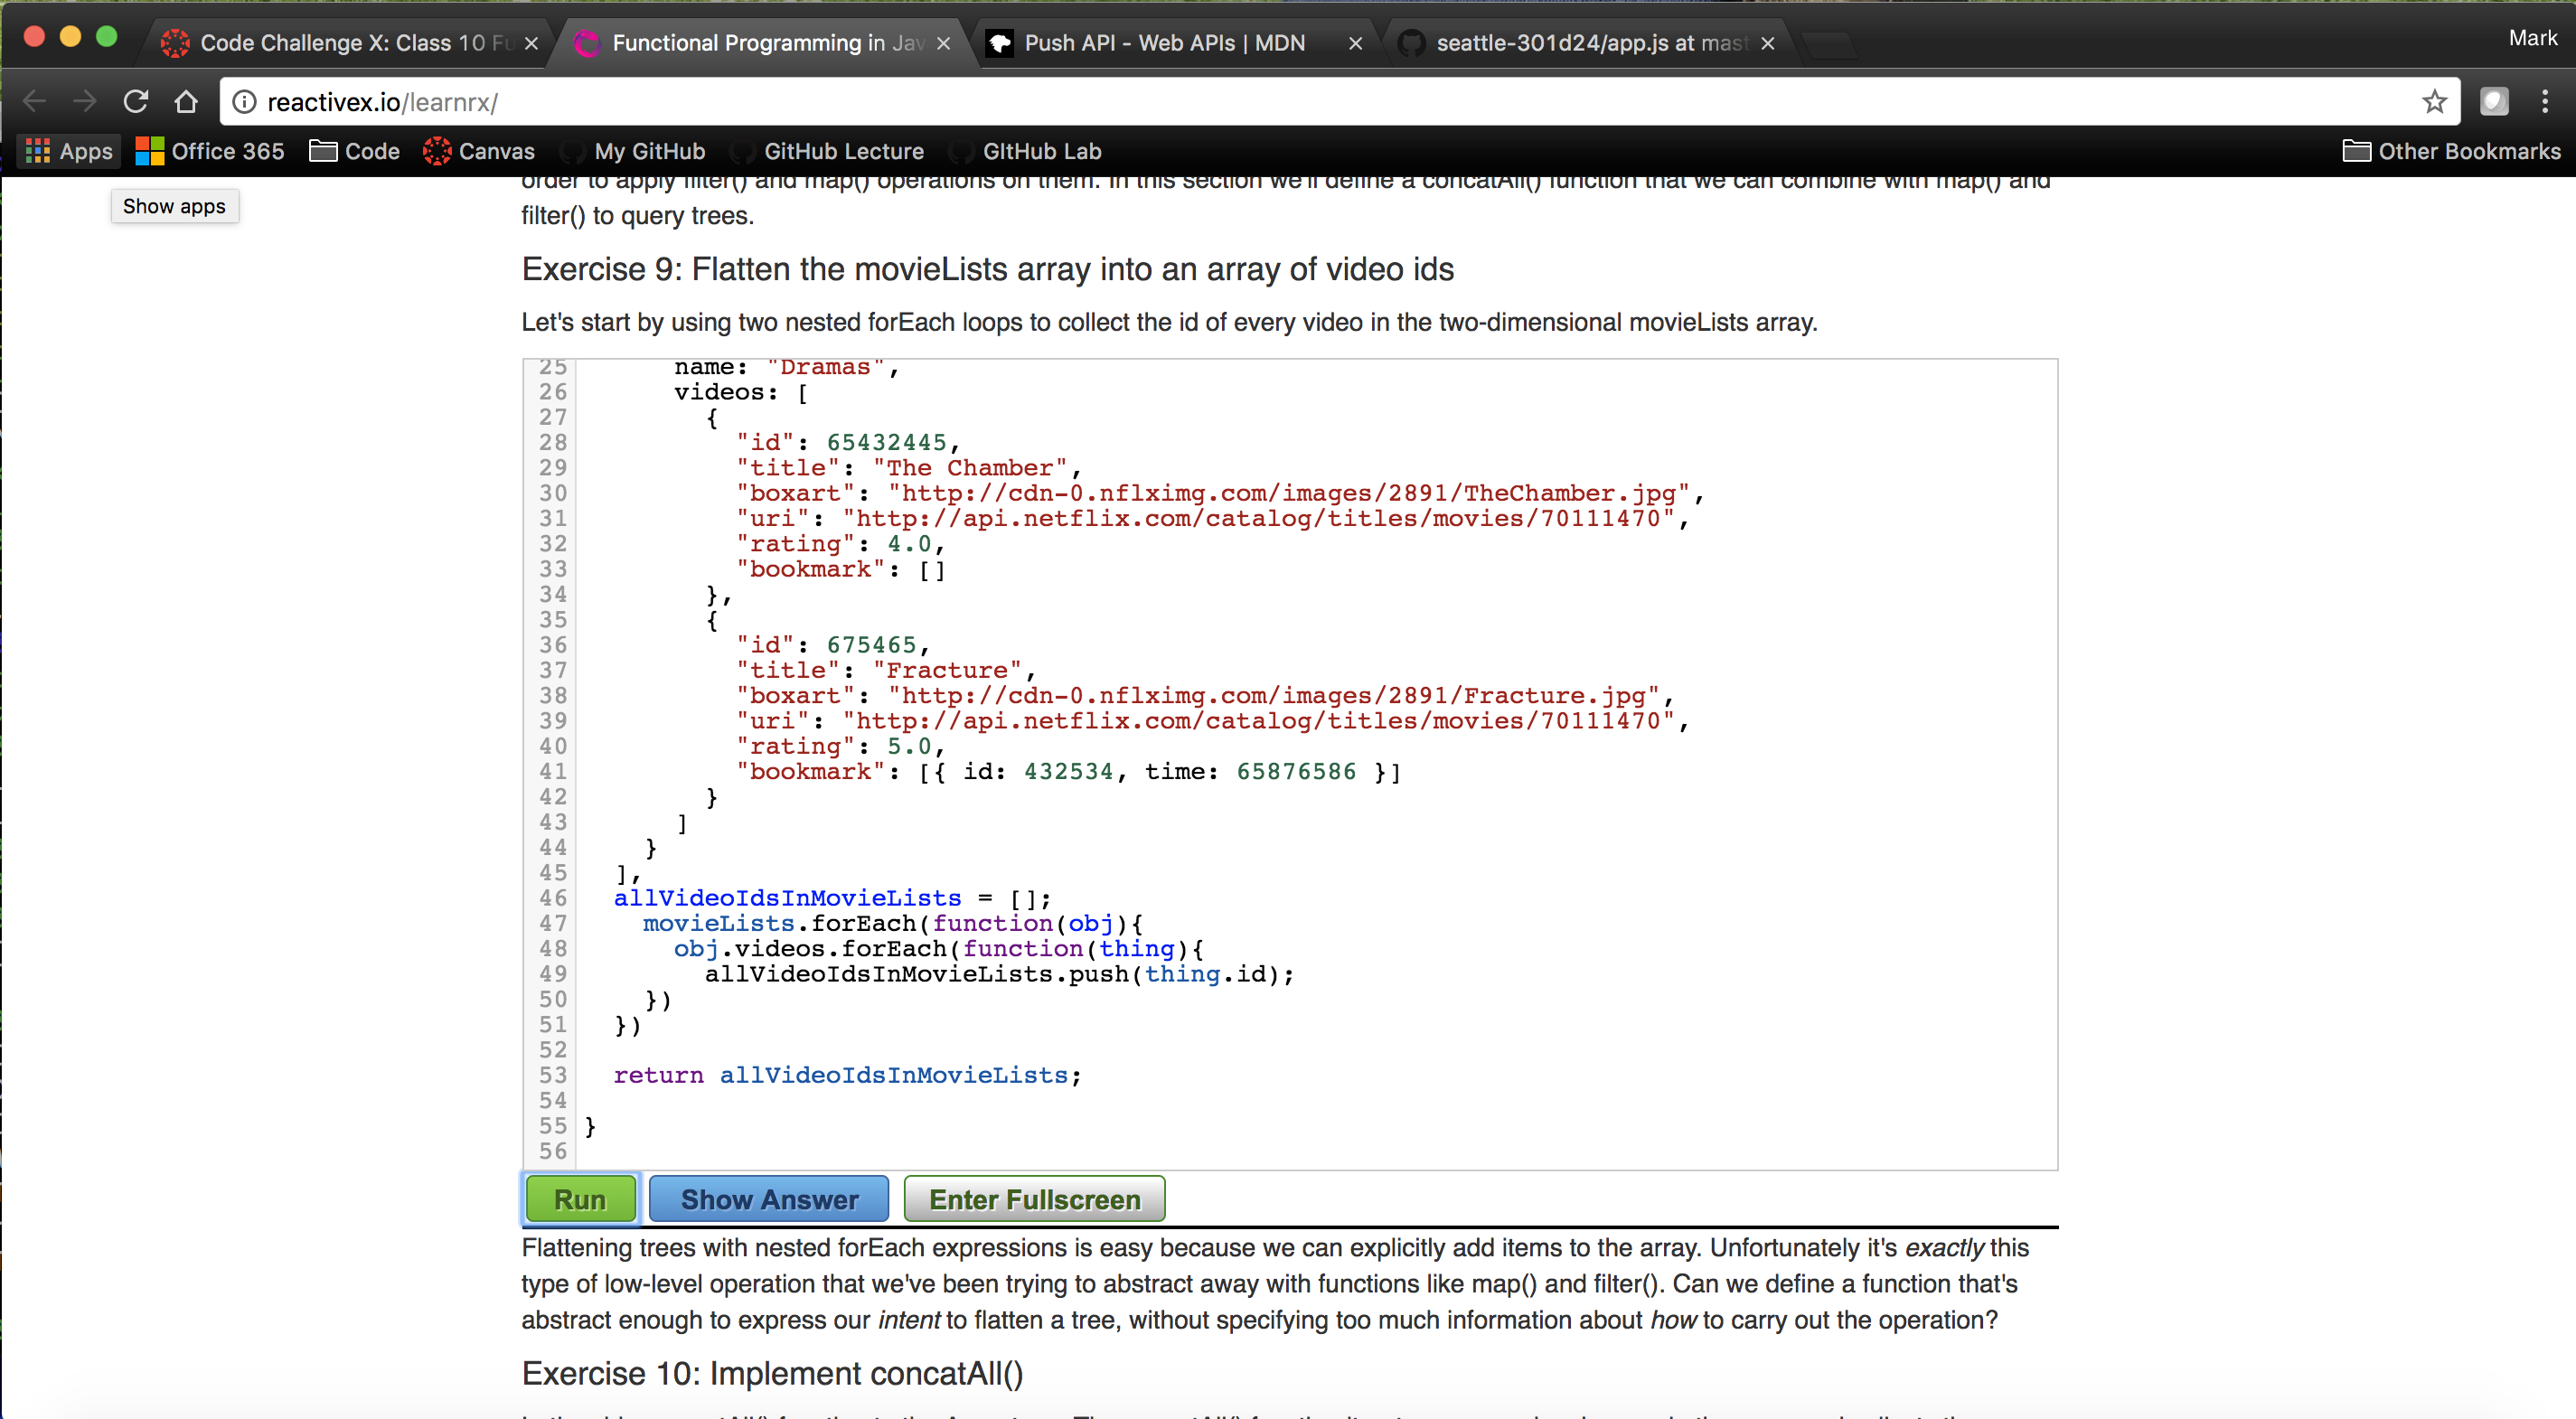 Code Challenge X: Class 10 Fu
Functional Programming in Jav
Push API - Web APIs | MDN
seattle-301d24/app.js at mast
Mark
reactivex.io/learnrx/
Apps
Office 365
Code
Canvas
My GitHub
GitHub Lecture
GItHub Lab
Other Bookmarks
Show apps
order to apply filter() and map() operations on them. In this section we'll define a concatAll() function that we can combine with map() and
filter() to query trees.
Exercise 9: Flatten the movieLists array into an array of video ids
Let's start by using two nested forEach loops to collect the id of every video in the two-dimensional movieLists array.
25 name: "Dramas",
26 videos: [
27 {
28 "id": 65432445,
29 "title": "The Chamber",
30 "boxart": "http://cdn-0.nflximg.com/images/2891/TheChamber.jpg",
31 "uri": "http://api.netflix.com/catalog/titles/movies/70111470",
32 "rating": 4.0,
33 "bookmark": []
34 },
35 {
36 "id": 675465,
37 "title": "Fracture",
38 "boxart": "http://cdn-0.nflximg.com/images/2891/Fracture.jpg",
39 "uri": "http://api.netflix.com/catalog/titles/movies/70111470",
40 "rating": 5.0,
41 "bookmark": [{ id: 432534, time: 65876586 }]
42 }
43 ]
44 }
45 ],
46 allVideoIdsInMovieLists = [];
47 movieLists.forEach(function(obj){
48 obj.videos.forEach(function(thing){
49 allVideoIdsInMovieLists.push(thing.id);
50 })
51 })
52
53 return allVideoIdsInMovieLists;
54
55 }
56
Run
Show Answer
Enter Fullscreen
Flattening trees with nested forEach expressions is easy because we can explicitly add items to the array. Unfortunately it's exactly this
type of low-level operation that we've been trying to abstract away with functions like map() and filter(). Can we define a function that's
abstract enough to express our intent to flatten a tree, without specifying too much information about how to carry out the operation?
Exercise 10: Implement concatAll()